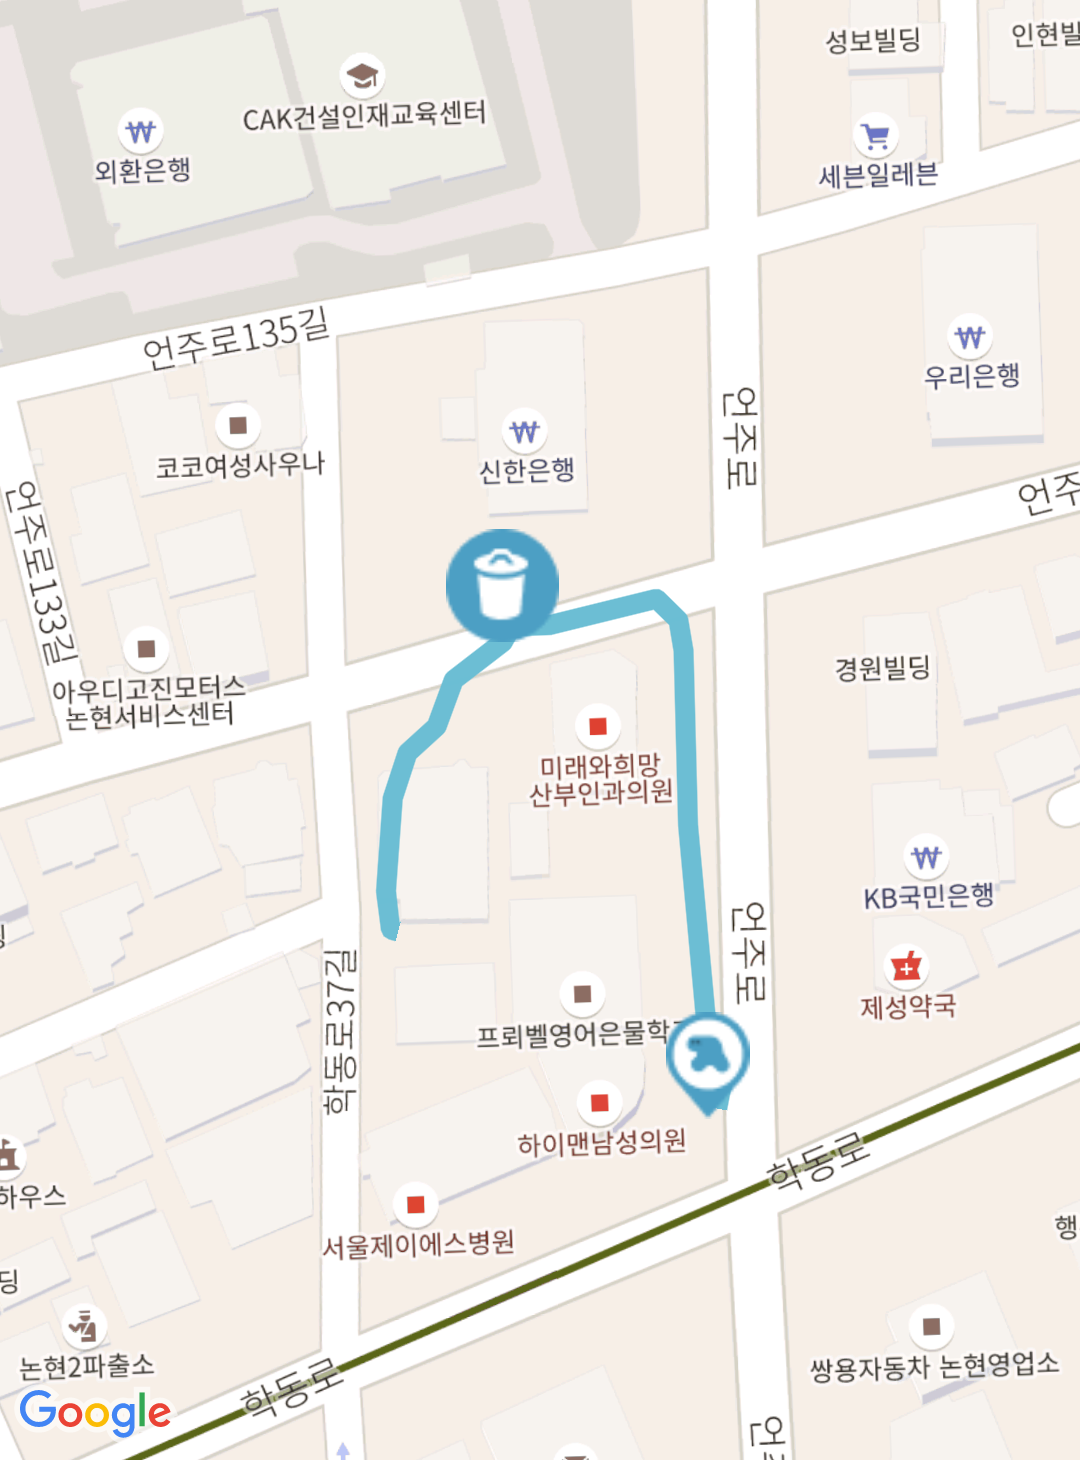 성보빌딩
인현빌
CAK건설인재교육센터
외환은행
세븐일레븐
언주로135길
우리은행
언주로
코코여성사우나
신한은행
언주
언주로133길
아우디고진모터스
논현서비스센터
경원빌딩
미래와희망
산부인과의원
KB국민은행
언주로
제성약국
학동로37길
프뢰벨영어은물학
하이맨남성의원
학동로
하우스
서울제이에스병원
행
딩
논현2파출소
쌍용자동차 논현영업소
학동로
Google
언주